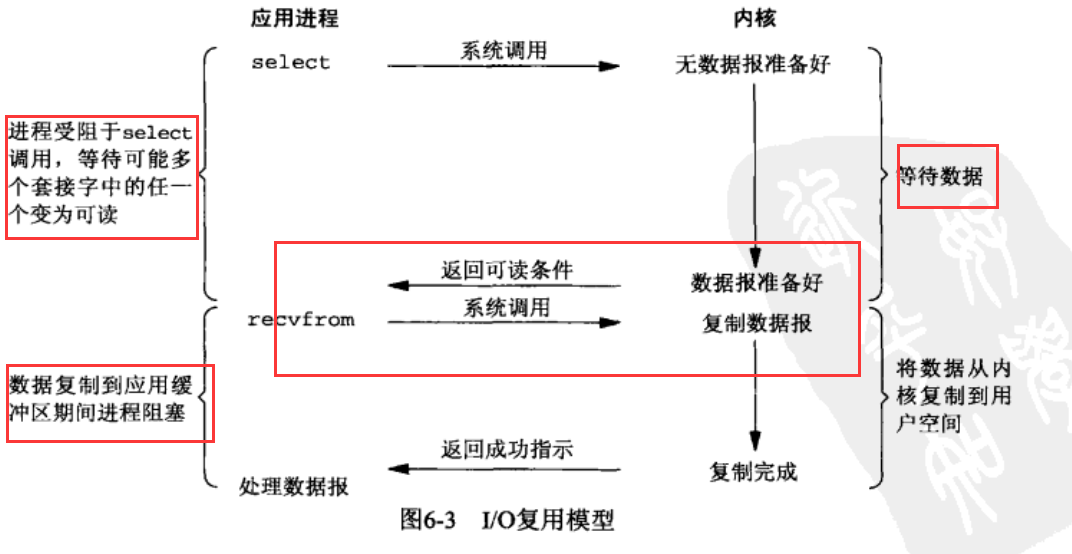 应用进程
内核
select
系统调用
无数据报准备好
进程受阻于select
调用，等待可能多
个套接字中的任一
个变为可读
等待数据
返回可读条件
数据报准备好
recvfrom
系统调用
复制数据报
数据复制到应用缓
冲区期间进程阻塞
将数据从内
核复制到用
户空间
返回成功指示
复制完成
处理数据报
图6-3 I/O复用模型